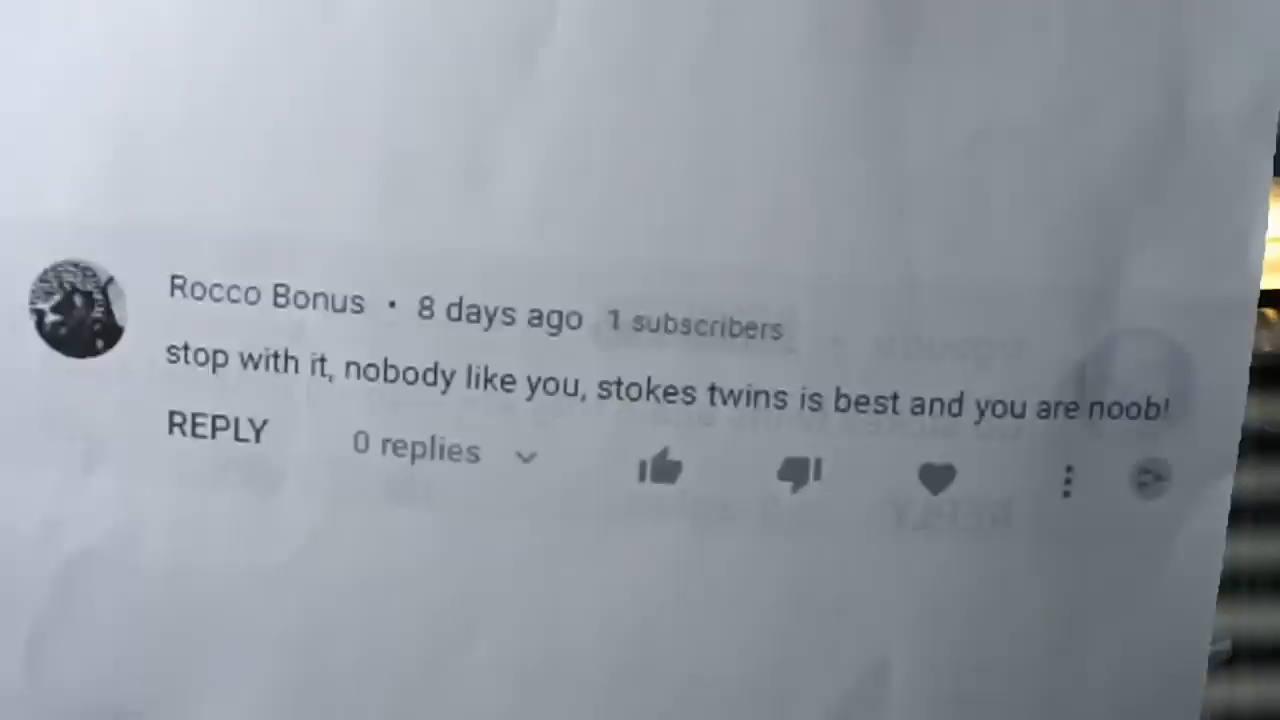 Rocco Bonus • 8 days ago 1 subscribers
stop with it, nobody like you, stokes twins is best and you are noob!
REPLY 0 replies